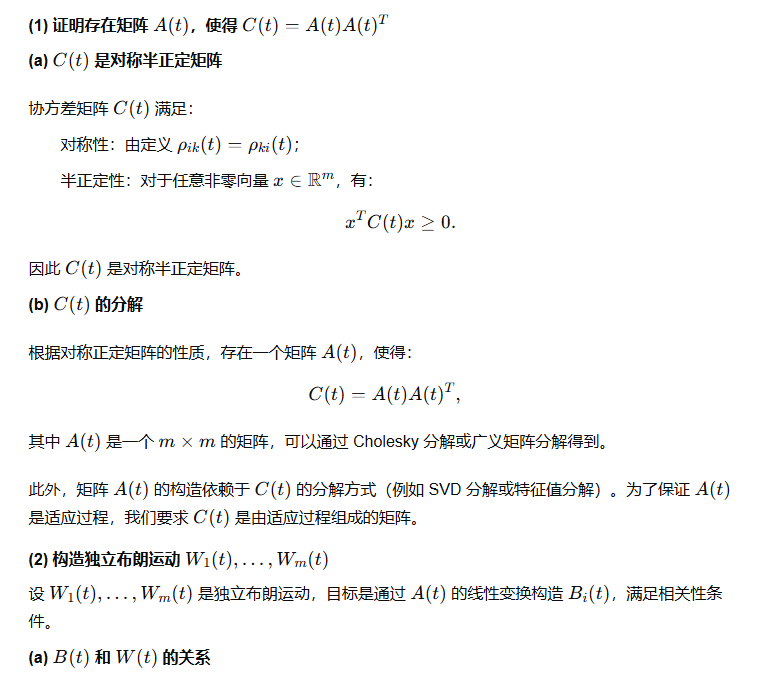 (1) 证明存在矩阵 A(t)，使得 C(t) = A(t)A(t)^T
(a) C(t) 是对称半正定矩阵
协方差矩阵 C(t) 满足：
对称性：由定义 ρ_{ik}(t) = ρ_{ki}(t)；
半正定性：对于任意非零向量 x ∈ ℝ^m，有：
x^T C(t)x ≥ 0.
因此 C(t) 是对称半正定矩阵。
(b) C(t) 的分解
根据对称正定矩阵的性质，存在一个矩阵 A(t)，使得：
C(t) = A(t)A(t)^T,
其中 A(t) 是一个 m × m 的矩阵，可以通过 Cholesky 分解或广义矩阵分解得到。
此外，矩阵 A(t) 的构造依赖于 C(t) 的分解方式（例如 SVD 分解或特征值分解）。为了保证 A(t)
是适应过程，我们要求 C(t) 是由适应过程组成的矩阵。
(2) 构造独立布朗运动 W_1(t), … , W_m(t)
设 W_1(t), … , W_m(t) 是独立布朗运动，目标是通过 A(t) 的线性变换构造 B_i(t)，满足相关性条
件。
(a) B(t) 和 W(t) 的关系